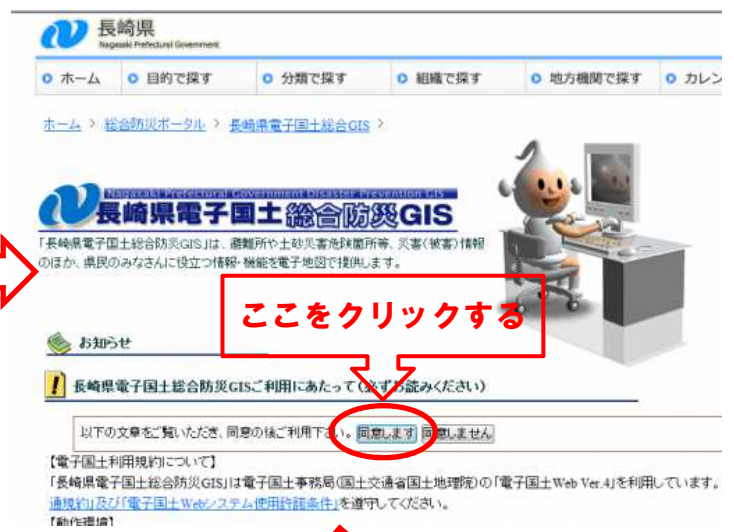 長崎県
Nagasaki Prefectural Government
ホーム 目的で探す 分類で探す 組織で探す 地方機関で探す カレン
ホーム > 総合防災ポータル > 長崎県電子国土総合GIS >
Nagasaki Prefectural Government Disaster Prevention GIS
長崎県電子国土総合防災GIS
「長崎県電子国土総合防災GIS」は、避難所や土砂災害危険箇所等、災害(被害)情報
のほか、県民のみなさんに役立つ情報・機能を電子地図で提供します。
ここをクリックする
お知らせ
長崎県電子国土総合防災GISご利用にあたって(必ずお読みください)
以下の文章をご覧いただき、同意の後ご利用下さい。 同意します 同意しません
【電子国土利用規約について】
「長崎県電子国土総合防災GIS」は電子国土事務局(国土交通省国土地理院)の「電子国土Web Ver.4」を利用しています。
通規約」及び「電子国土Webシステム使用許諾条件」を遵守してください。
【動作環境】